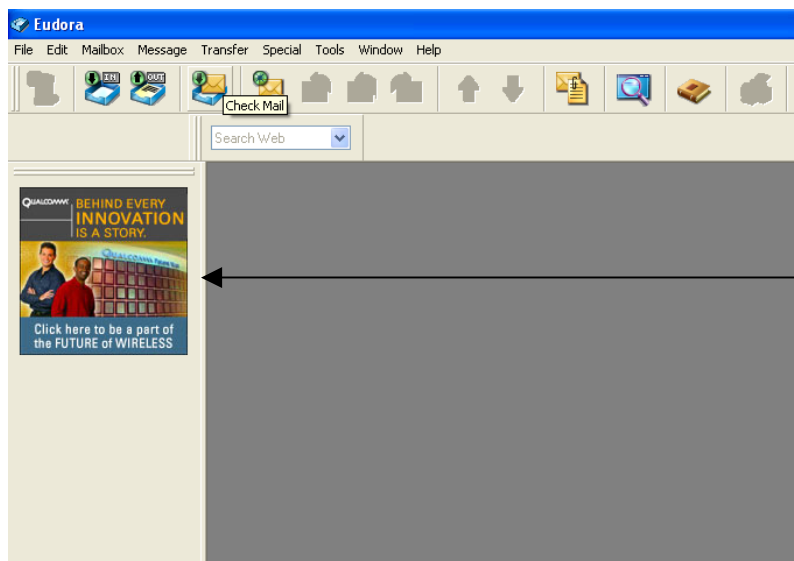 Eudora
File Edit Mailbox Message Transfer Special Tools Window Help
IN OUT
Check Mail
Search Web
QUALCOMM
BEHIND EVERY
INNOVATION
IS A STORY.
QUALCOMM
Click here to be a part of
the FUTURE of WIRELESS